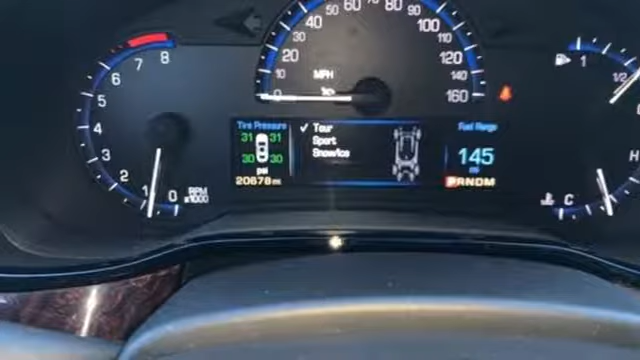 40 50 60 70 80 90
30 100
20 110
10 120
0 140
160
MPH
8
7
6
5
4
3
2
1
0
RPM
x1000
Tire Pressure
31 31
30 30
psi
20678 mi
✓ Tour
Sport
Snow/Ice
Fuel Range
145
mi
PRNDM
1
1/2
C
H